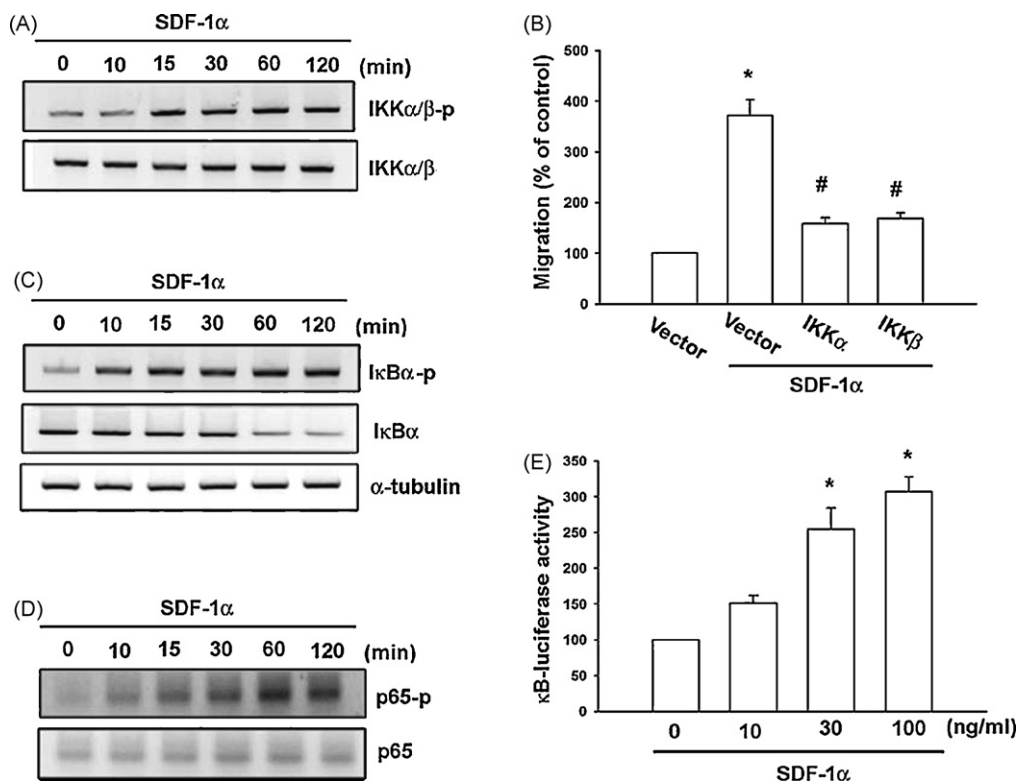 (A)
SDF-1α
0 10 15 30 60 120 (min)
IKKα/β-p
IKKα/β
(B)
Migration (% of control)
500
400
300
200
100
0
*
#
#
Vector Vector IKKα IKKβ
SDF-1α
(C)
SDF-1α
0 10 15 30 60 120 (min)
IκBα-p
IκBα
α-tubulin
(D)
SDF-1α
0 10 15 30 60 120 (min)
p65-p
p65
(E)
κB-luciferase activity
350
300
250
200
150
100
50
0
*
*
0 10 30 100 (ng/ml)
SDF-1α